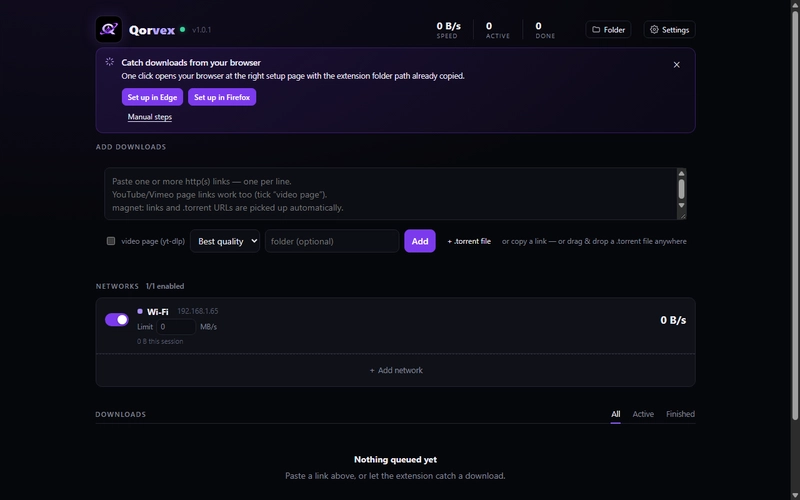 Qorvex v1.0.1
0 B/s SPEED
0 ACTIVE
0 DONE
Folder
Settings
Catch downloads from your browser
One click opens your browser at the right setup page with the extension folder path already copied.
Set up in Edge Set up in Firefox
Manual steps
ADD DOWNLOADS
Paste one or more http(s) links — one per line.
YouTube/Vimeo page links work too (tick "video page").
magnet: links and .torrent URLs are picked up automatically.
video page (yt-dlp) Best quality folder (optional) Add + .torrent file or copy a link — or drag & drop a .torrent file anywhere
NETWORKS 1/1 enabled
Wi-Fi 192.168.1.65
Limit 0 MB/s
0 B/s
0 B this session
+ Add network
DOWNLOADS All Active Finished
Nothing queued yet
Paste a link above, or let the extension catch a download.